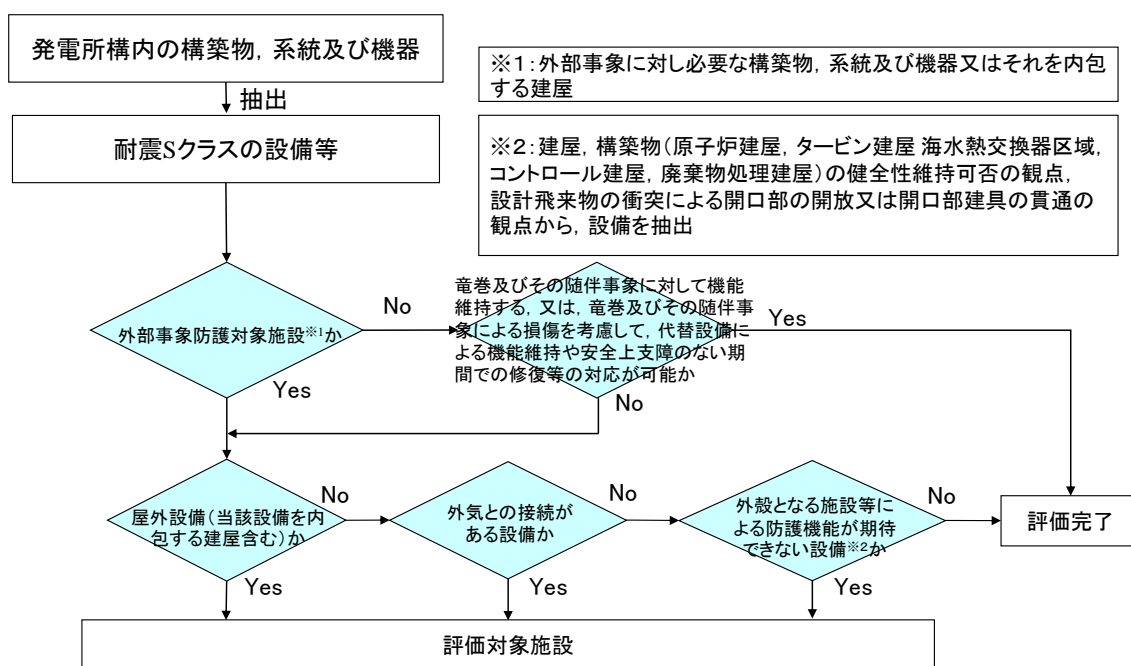 発電所構内の構築物，系統及び機器
抽出
耐震Sクラスの設備等
※１：外部事象に対し必要な構築物，系統及び機器又はそれを内包
する建屋
※２：建屋，構築物（原子炉建屋，タービン建屋 海水熱交換器区域，
コントロール建屋，廃棄物処理建屋）の健全性維持可否の観点，
設計飛来物の衝突による開口部の開放又は開口部建具の貫通の
観点から，設備を抽出
外部事象防護対象施設※1か
No
Yes
竜巻及びその随伴事象に対して機能
維持する，又は，竜巻及びその随伴事
象による損傷を考慮して，代替設備に
よる機能維持や安全上支障のない期
間での修復等の対応が可能か
Yes
No
屋外設備（当該設備を内
包する建屋含む）か
No
Yes
外気との接続が
ある設備か
No
Yes
外殻となる施設等に
よる防護機能が期待
できない設備※2か
No
Yes
評価完了
評価対象施設